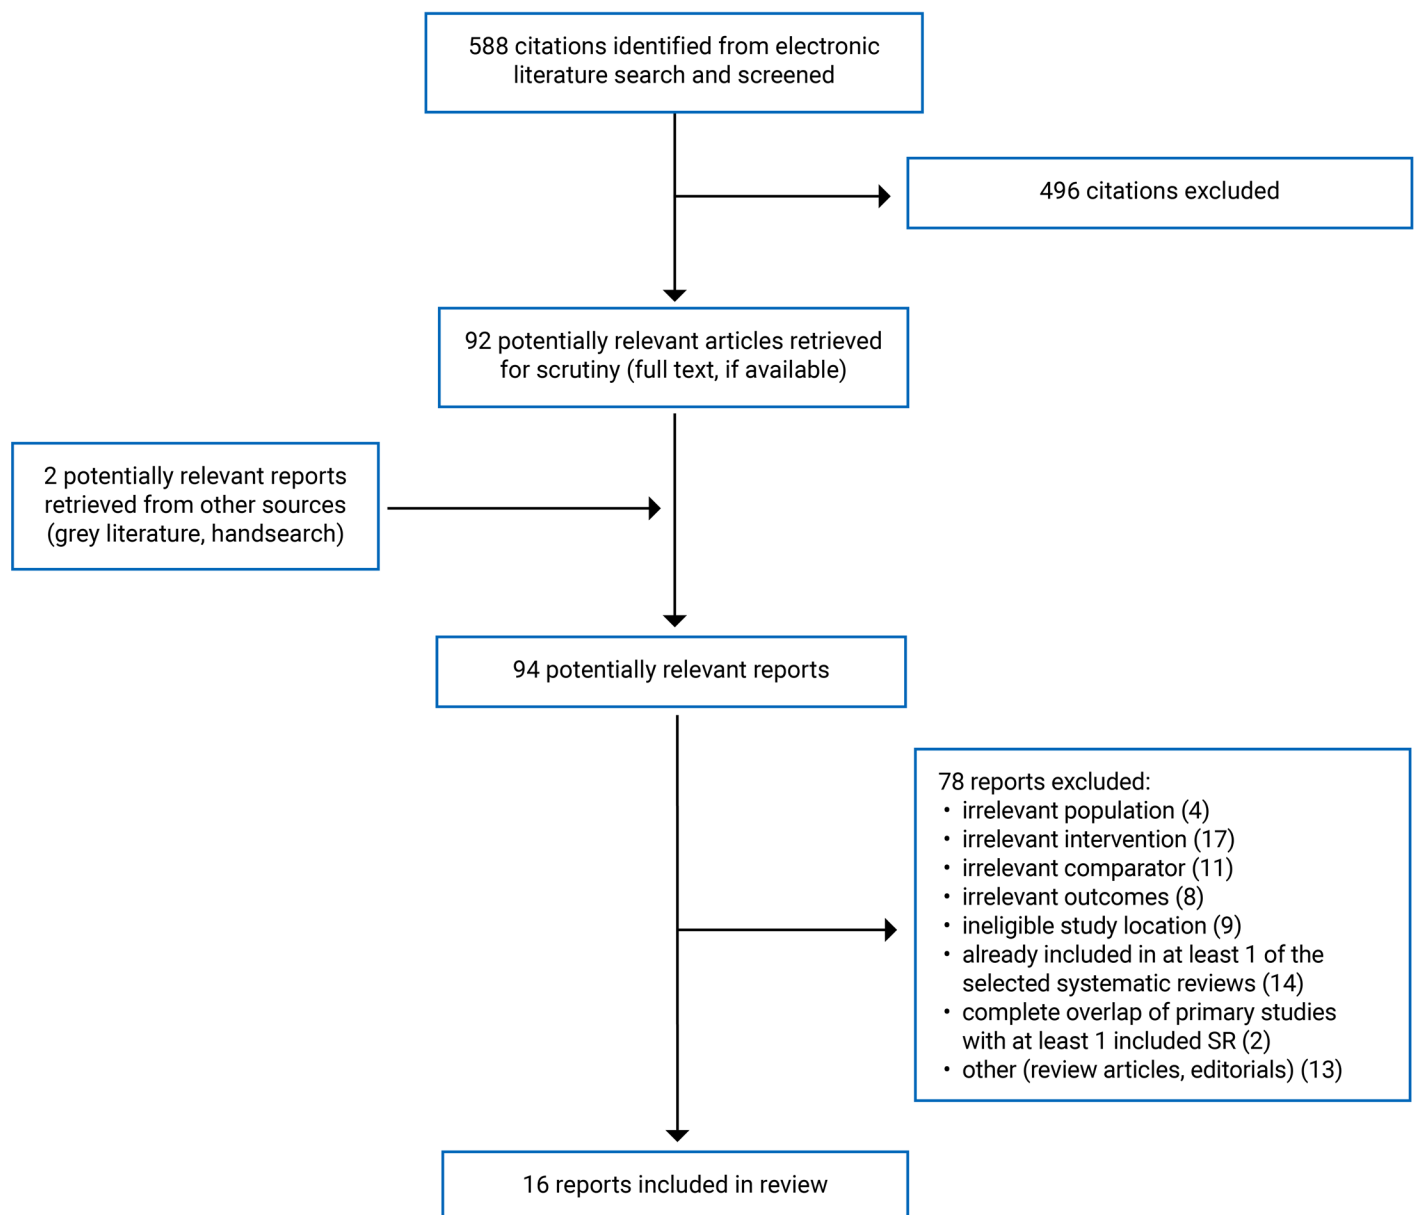 588 citations identified from electronic
literature search and screened
496 citations excluded
92 potentially relevant articles retrieved
for scrutiny (full text, if available)
2 potentially relevant reports
retrieved from other sources
(grey literature, handsearch)
94 potentially relevant reports
78 reports excluded:
• irrelevant population (4)
• irrelevant intervention (17)
• irrelevant comparator (11)
• irrelevant outcomes (8)
• ineligible study location (9)
• already included in at least 1 of the
selected systematic reviews (14)
• complete overlap of primary studies
with at least 1 included SR (2)
• other (review articles, editorials) (13)
16 reports included in review